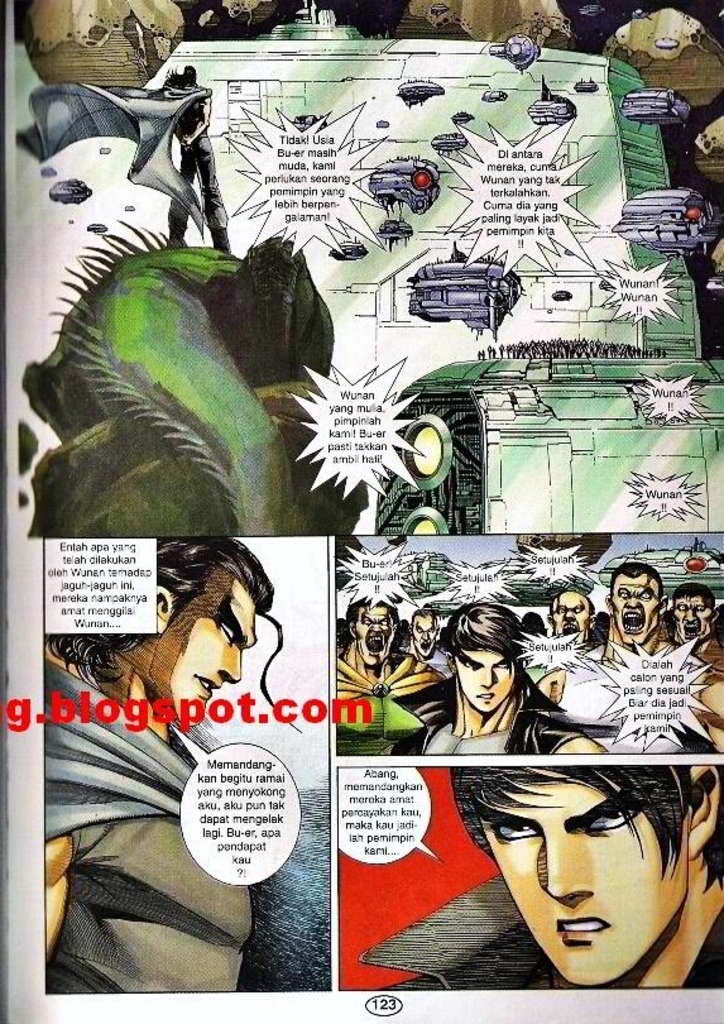 Tidak! Usia
Bu-er masih
muda, kami
perlukan seorang
pemimpin yang
lebih berpen-
galaman!
Di antara
mereka, cuma
Wunan yang tak
terkalahkan.
Cuma dia yang
paling layak jadi
pemimpin kita
!!
Wunan!
Wunan
!!
Wunan
yang mulia,
pimpinlah
kami! Bu-er
pasti takkan
ambil hati!
Wunan
!!
Wunan
!!
Entah apa yang
telah dilakukan
oleh Wunan terhadap
jaguh-jaguh ini,
mereka nampaknya
amat menggilai
Wunan....
Memandang-
kan begitu ramai
yang menyokong
aku, aku pun tak
dapat mengelak
lagi. Bu-er, apa
pendapat
kau
?!
Bu-er
Setujulah
!!
Setujulah
!!
Setujulah
!!
Setujulah
!!
Dialah
calon yang
paling sesuai!
Biar dia jadi
pemimpin
kami!!
Abang,
memandangkan
mereka amat
percayakan kau,
maka kau jadi-
lah pemimpin
kami....
g.blogspot.com
123